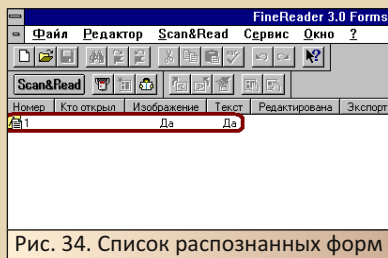 FineReader 3.0 Forms
Файл Редактор Scan&Read Сервис Окно ?
Scan&Read
Номер Кто открыл Изображение Текст Редактирована Экспорт
1 Да Да
Рис. 34. Список распознанных форм